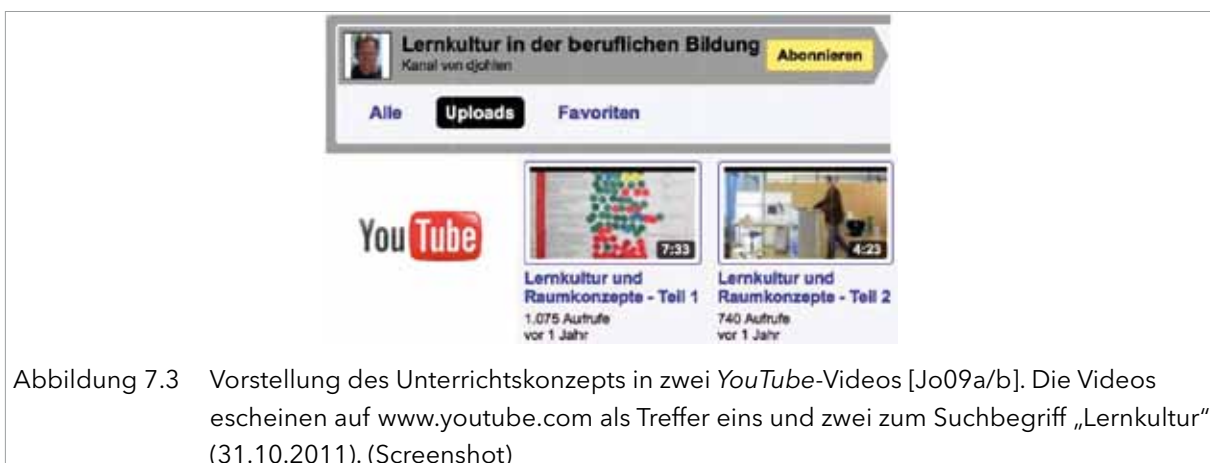 Lernkultur in der beruflichen Bildung
Abonnieren
Kanal von djohlen
Alle Uploads Favoriten
YouTube
7:33
4:23
Lernkultur und
Raumkonzepte - Teil 1
1.075 Aufrufe
vor 1 Jahr
Lernkultur und
Raumkonzepte - Teil 2
740 Aufrufe
vor 1 Jahr
Abbildung 7.3 Vorstellung des Unterrichtskonzepts in zwei YouTube-Videos [Jo09a/b]. Die Videos
escheinen auf www.youtube.com als Treffer eins und zwei zum Suchbegriff „Lernkultur“
(31.10.2011). (Screenshot)